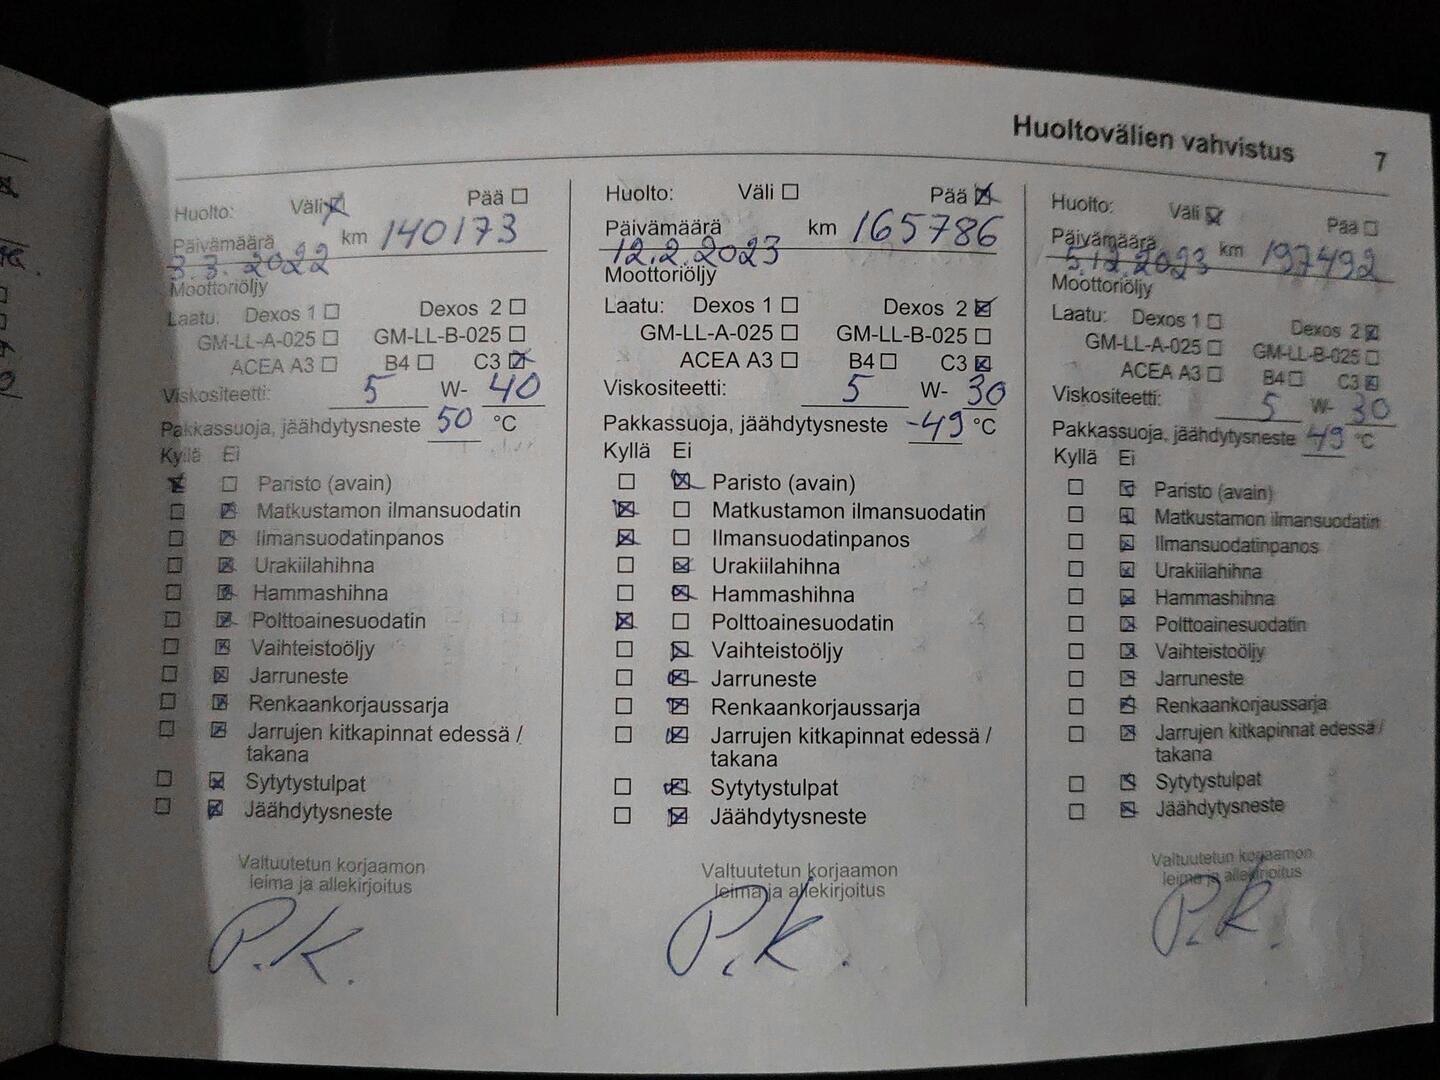 Huoltovälien vahvistus 7
Huolto: Väli ☒ Pää ☐
Päivämäärä km 140173
3.3.2022
Moottoriöljy
Laatu: Dexos 1 ☐ Dexos 2 ☐
GM-LL-A-025 ☐ GM-LL-B-025 ☐
ACEA A3 ☐ B4 ☐ C3 ☒
Viskositeetti: 5 W- 40
Pakkassuoja, jäähdytysneste 50 °C
Kyllä Ei
☒ ☐ Paristo (avain)
☐ ☒ Matkustamon ilmansuodatin
☐ ☒ Ilmansuodatinpanos
☐ ☒ Urakiilahihna
☐ ☒ Hammashihna
☐ ☒ Polttoainesuodatin
☐ ☒ Vaihteistoöljy
☐ ☒ Jarruneste
☐ ☒ Renkaankorjaussarja
☐ ☒ Jarrujen kitkapinnat edessä /
takana
☐ ☒ Sytytystulpat
☐ ☒ Jäähdytysneste
Valtuutetun korjaamon
leima ja allekirjoitus
P.K.
Huolto: Väli ☐ Pää ☒
Päivämäärä km 165786
12.2.2023
Moottoriöljy
Laatu: Dexos 1 ☐ Dexos 2 ☒
GM-LL-A-025 ☐ GM-LL-B-025 ☐
ACEA A3 ☐ B4 ☐ C3 ☒
Viskositeetti: 5 W- 30
Pakkassuoja, jäähdytysneste -49 °C
Kyllä Ei
☐ ☒ Paristo (avain)
☒ ☐ Matkustamon ilmansuodatin
☒ ☐ Ilmansuodatinpanos
☐ ☒ Urakiilahihna
☐ ☒ Hammashihna
☒ ☐ Polttoainesuodatin
☐ ☒ Vaihteistoöljy
☐ ☒ Jarruneste
☐ ☒ Renkaankorjaussarja
☐ ☒ Jarrujen kitkapinnat edessä /
takana
☐ ☒ Sytytystulpat
☐ ☒ Jäähdytysneste
Valtuutetun korjaamon
leima ja allekirjoitus
P.K.
Huolto: Väli ☒ Pää ☐
Päivämäärä km 197492
5.12.2023
Moottoriöljy
Laatu: Dexos 1 ☐ Dexos 2 ☒
GM-LL-A-025 ☐ GM-LL-B-025 ☐
ACEA A3 ☐ B4 ☐ C3 ☒
Viskositeetti: 5 W- 30
Pakkassuoja, jäähdytysneste -49 °C
Kyllä Ei
☐ ☒ Paristo (avain)
☐ ☒ Matkustamon ilmansuodatin
☐ ☒ Ilmansuodatinpanos
☐ ☒ Urakiilahihna
☐ ☒ Hammashihna
☐ ☒ Polttoainesuodatin
☐ ☒ Vaihteistoöljy
☐ ☒ Jarruneste
☐ ☒ Renkaankorjaussarja
☐ ☒ Jarrujen kitkapinnat edessä /
takana
☐ ☒ Sytytystulpat
☐ ☒ Jäähdytysneste
Valtuutetun korjaamon
leima ja allekirjoitus
P.K.